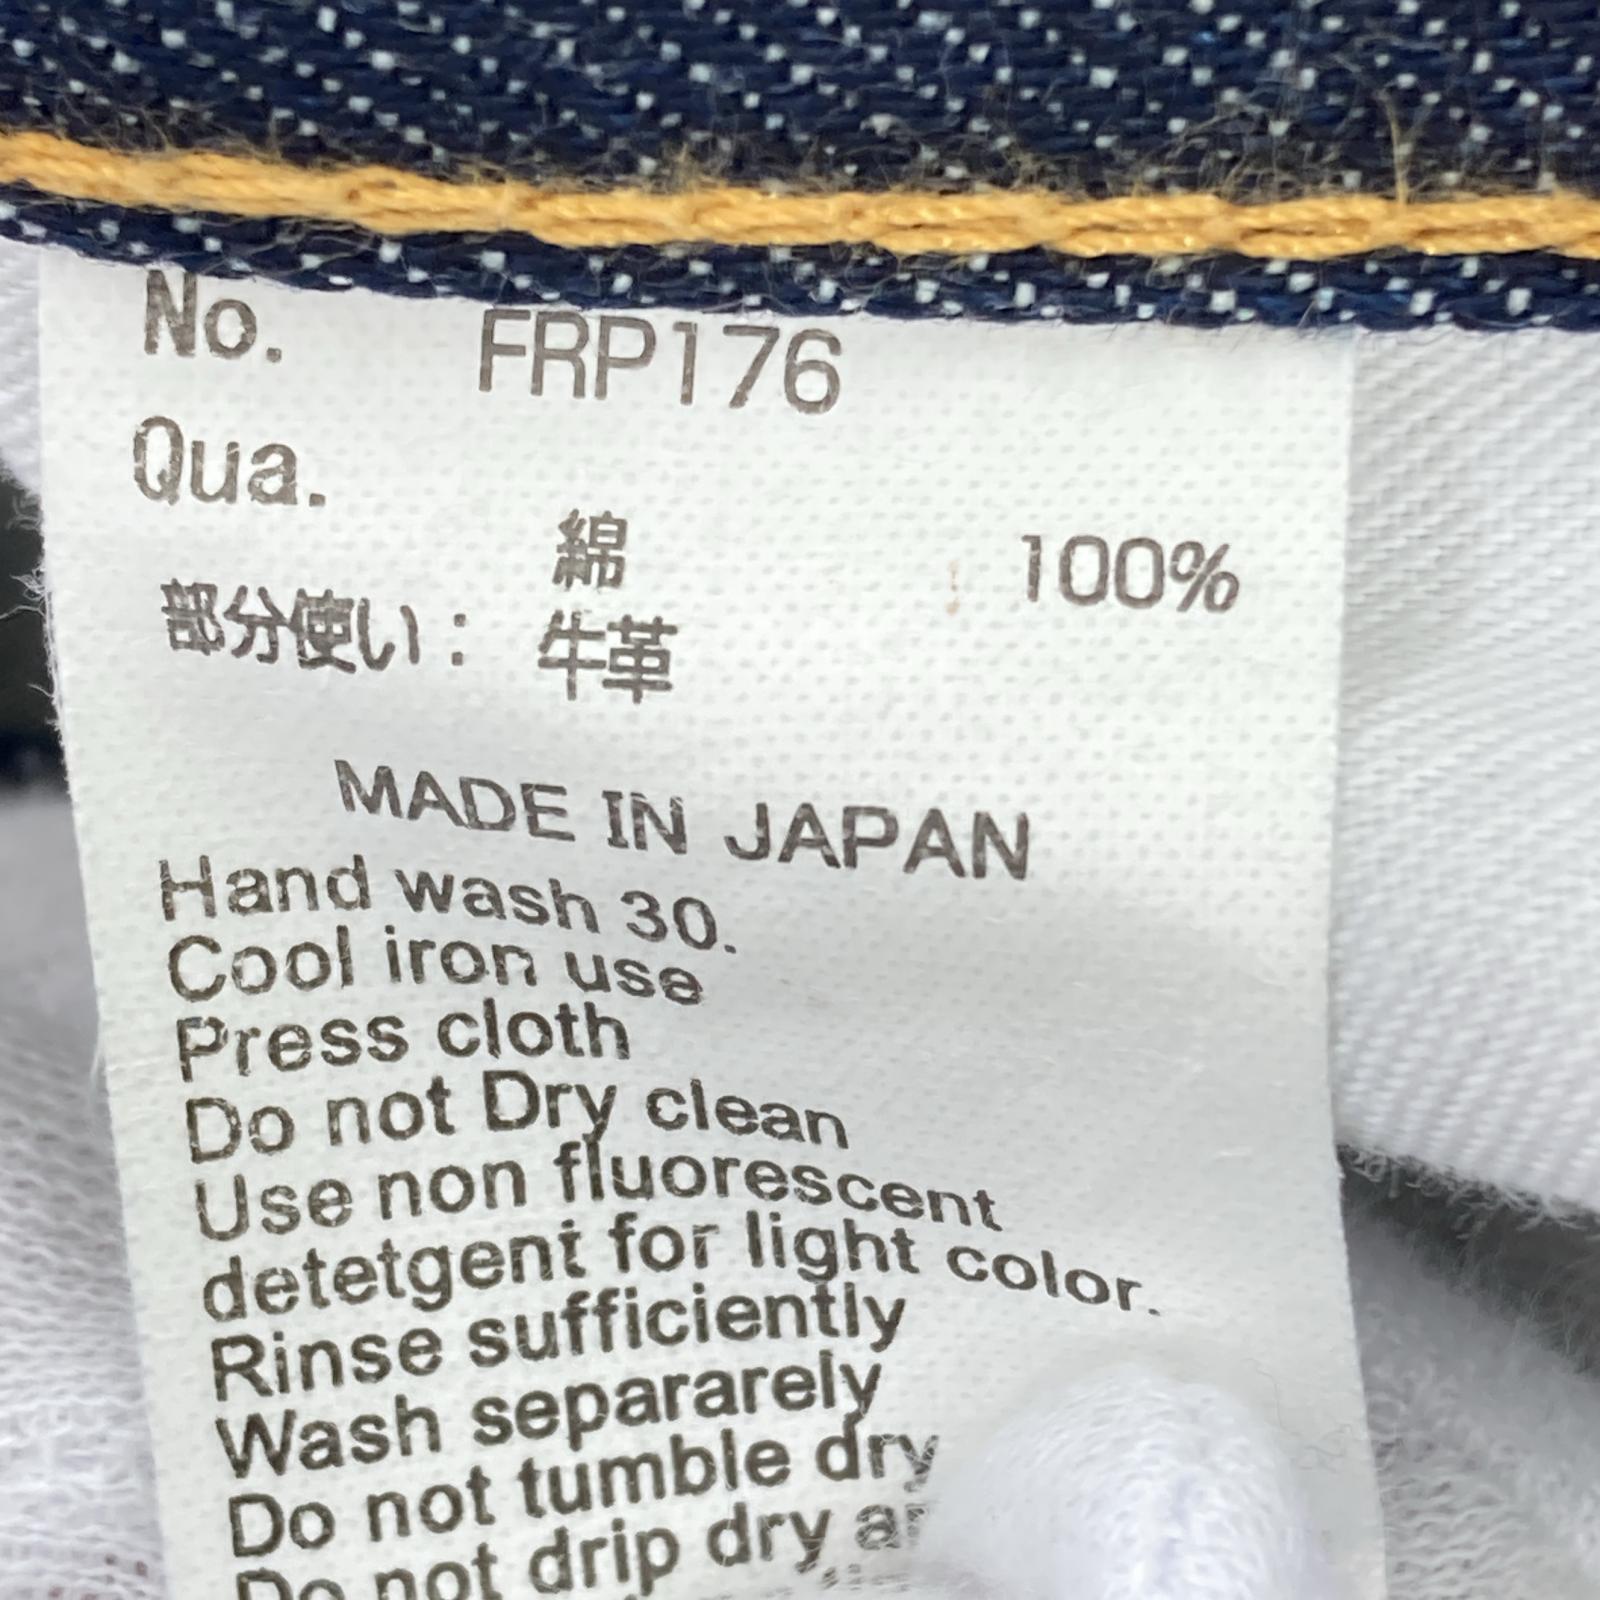 No. FRP176
Qua.
綿 100%
部分使い: 牛革
MADE IN JAPAN
Hand wash 30.
Cool iron use
Press cloth
Do not Dry clean
Use non fluorescent
detetgent for light color.
Rinse sufficiently
Wash separarely
Do not tumble dry
Do not drip dry